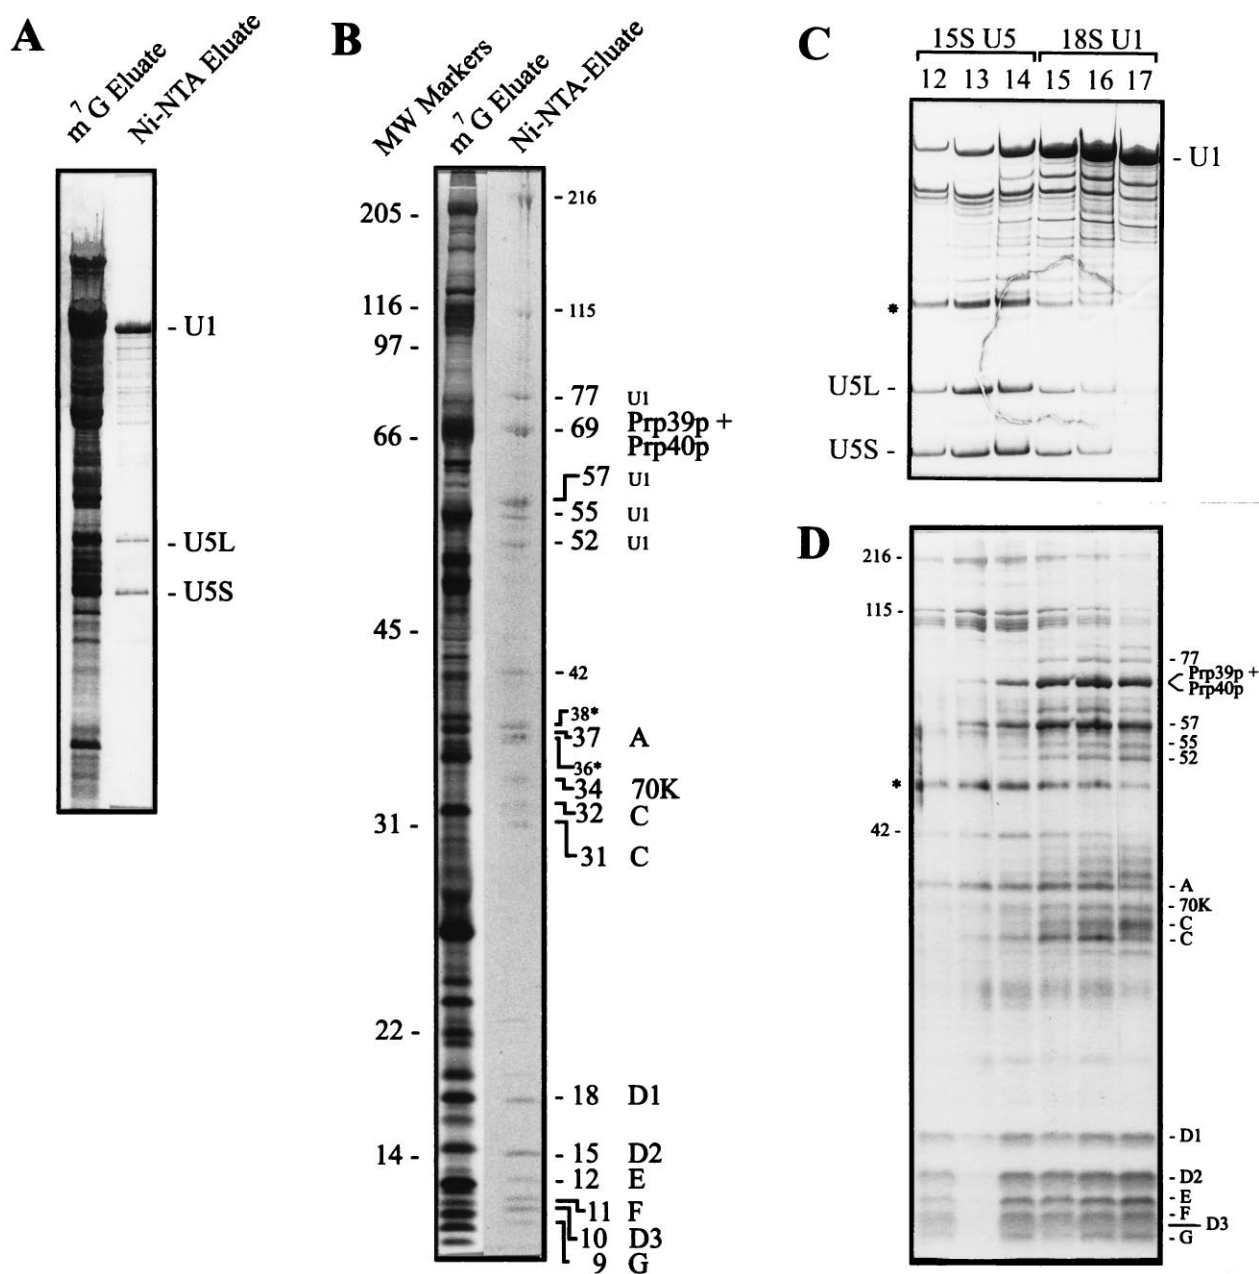 A
m7G Eluate
Ni-NTA Eluate
- U1
- U5L
- U5S
B
MW Markers
m7G Eluate
Ni-NTA-Eluate
205 -
116 -
97 -
66 -
45 -
31 -
22 -
14 -
- 216
- 115
- 77 U1
- 69 Prp39p +
Prp40p
57 U1
- 55 U1
- 52 U1
- 42
38*
37 A
36*
34 70K
32 C
31 C
- 18 D1
- 15 D2
- 12 E
11 F
10 D3
9 G
C
15S U5 18S U1
12 13 14 15 16 17
- U1
*
U5L -
U5S -
D
216 -
115 -
*
42 -
- 77
Prp39p +
Prp40p
- 57
- 55
- 52
- A
- 70K
- C
- C
- D1
- D2
- E
- F
D3
- G